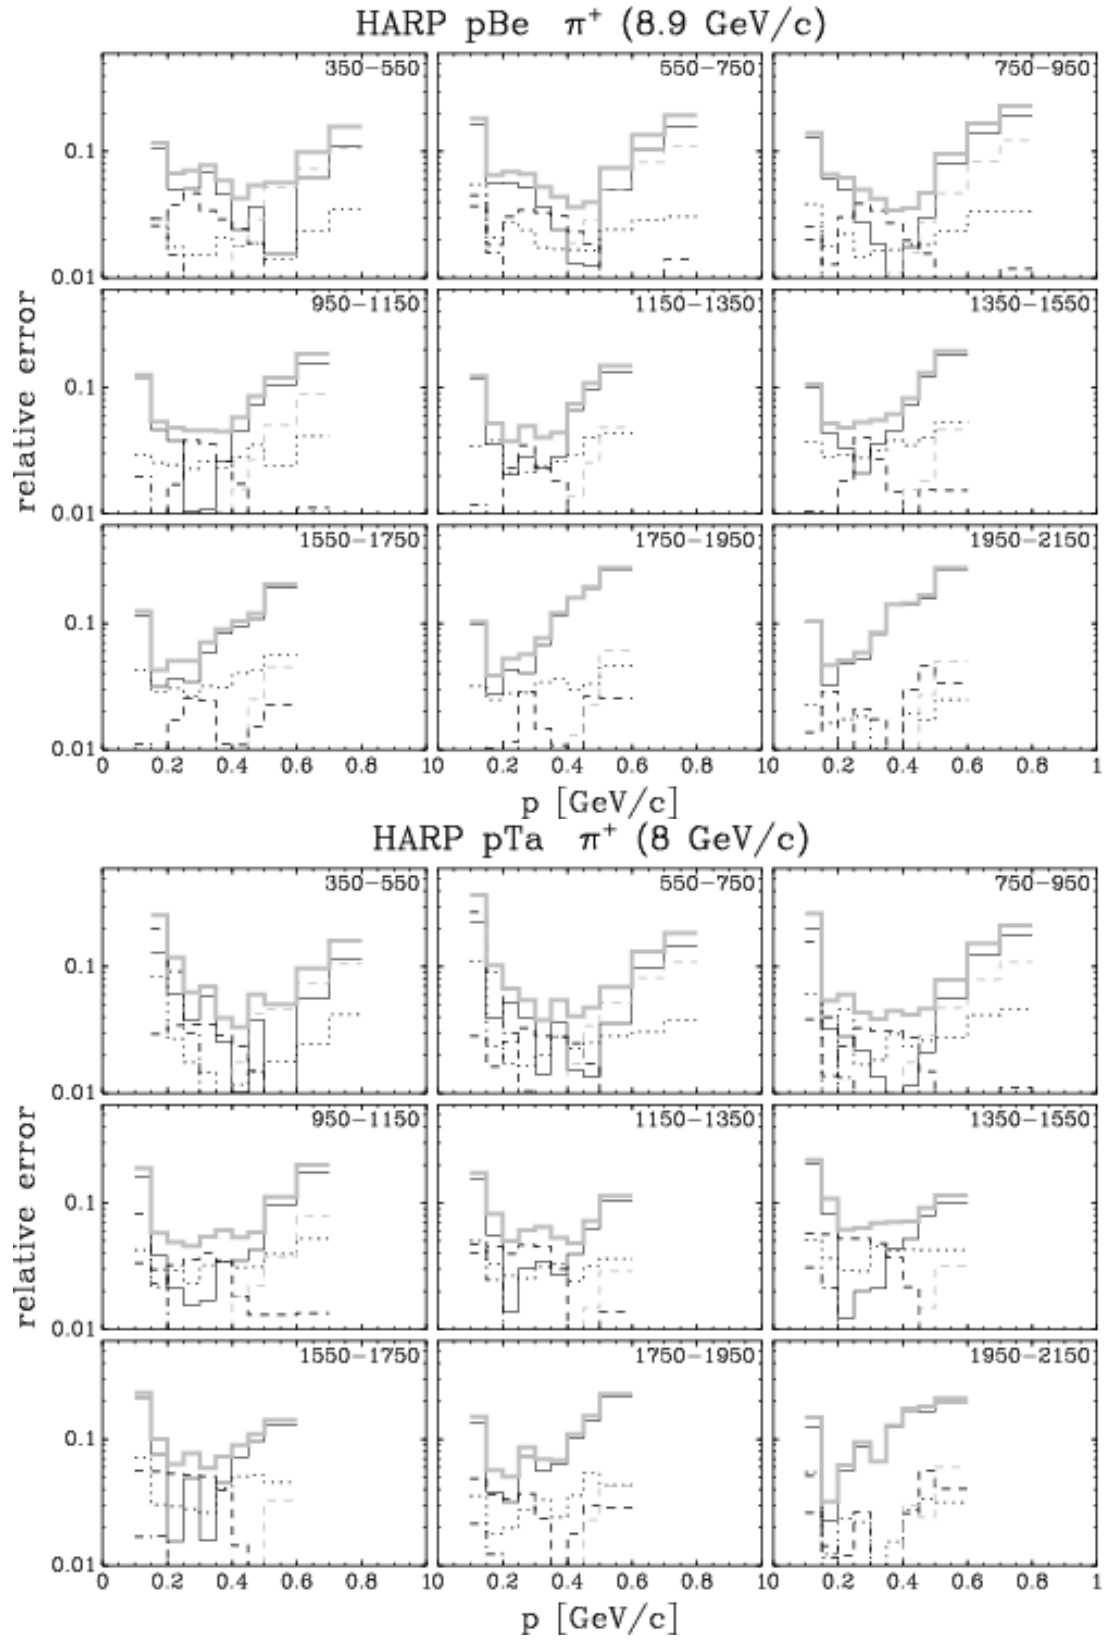 HARP pBe π⁺ (8.9 GeV/c)
350−550 550−750 750−950
0.1
0.01
950−1150 1150−1350 1350−1550
0.1
0.01
1550−1750 1750−1950 1950−2150
0.1
0.01
relative error
0 0.2 0.4 0.6 0.8 10 0.2 0.4 0.6 0.8 10 0.2 0.4 0.6 0.8 1
p [GeV/c]
HARP pTa π⁺ (8 GeV/c)
350−550 550−750 750−950
0.1
0.01
950−1150 1150−1350 1350−1550
0.1
0.01
1550−1750 1750−1950 1950−2150
0.1
0.01
relative error
0 0.2 0.4 0.6 0.8 10 0.2 0.4 0.6 0.8 10 0.2 0.4 0.6 0.8 1
p [GeV/c]